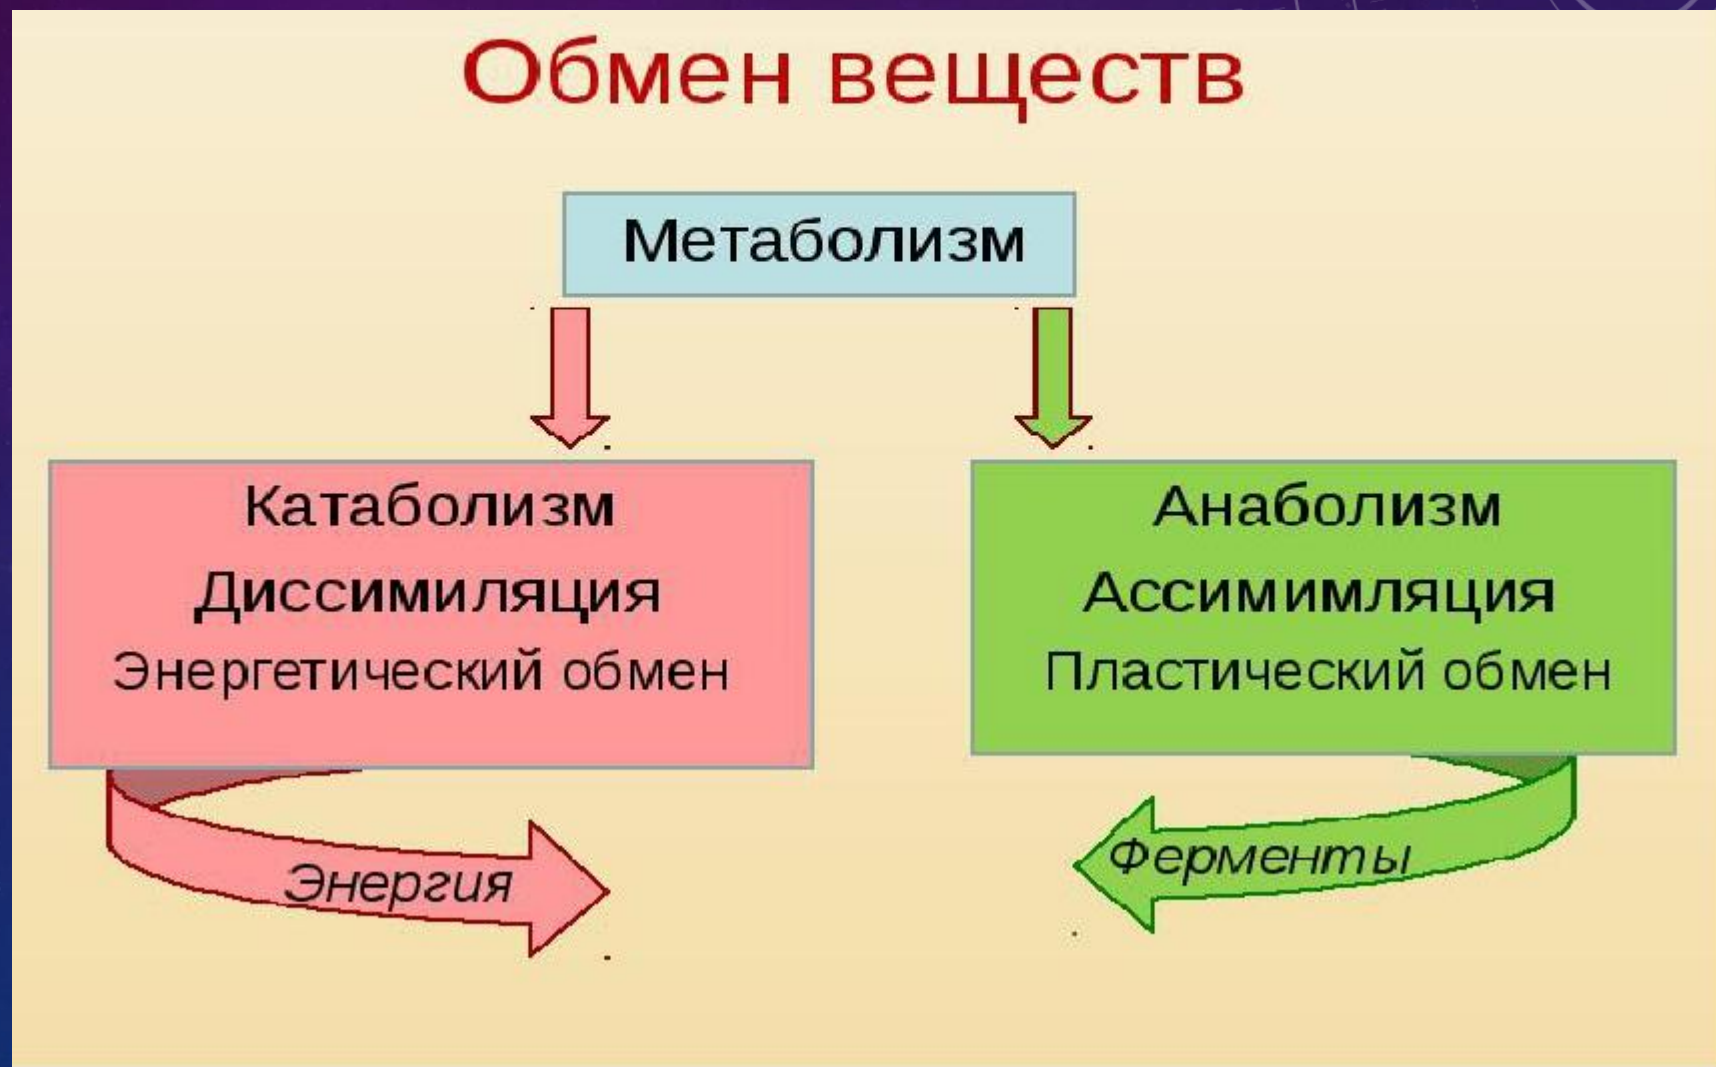 Обмен веществ
Метаболизм
Катаболизм
Диссимиляция
Энергетический обмен
Анаболизм
Ассимимляция
Пластический обмен
Энергия
Ферменты